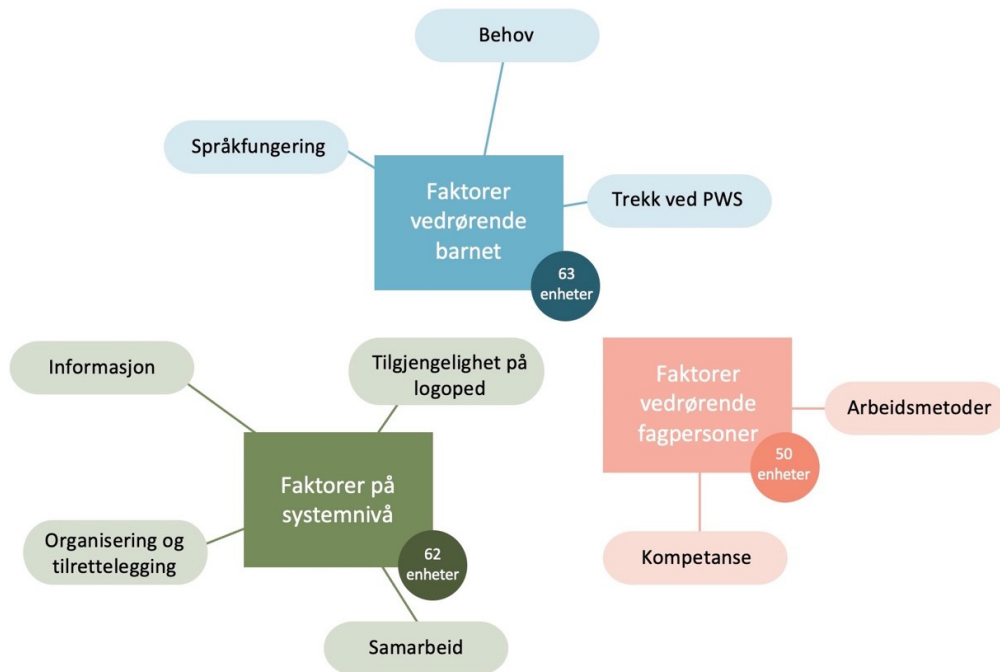 Behov
Språkfungering
Faktorer
vedrørende
barnet
Trekk ved PWS
63
enheter
Informasjon
Tilgjengelighet på
logoped
Faktorer på
systemnivå
Organisering og
tilrettelegging
62
enheter
Samarbeid
Faktorer
vedrørende
fagpersoner
Arbeidsmetoder
50
enheter
Kompetanse